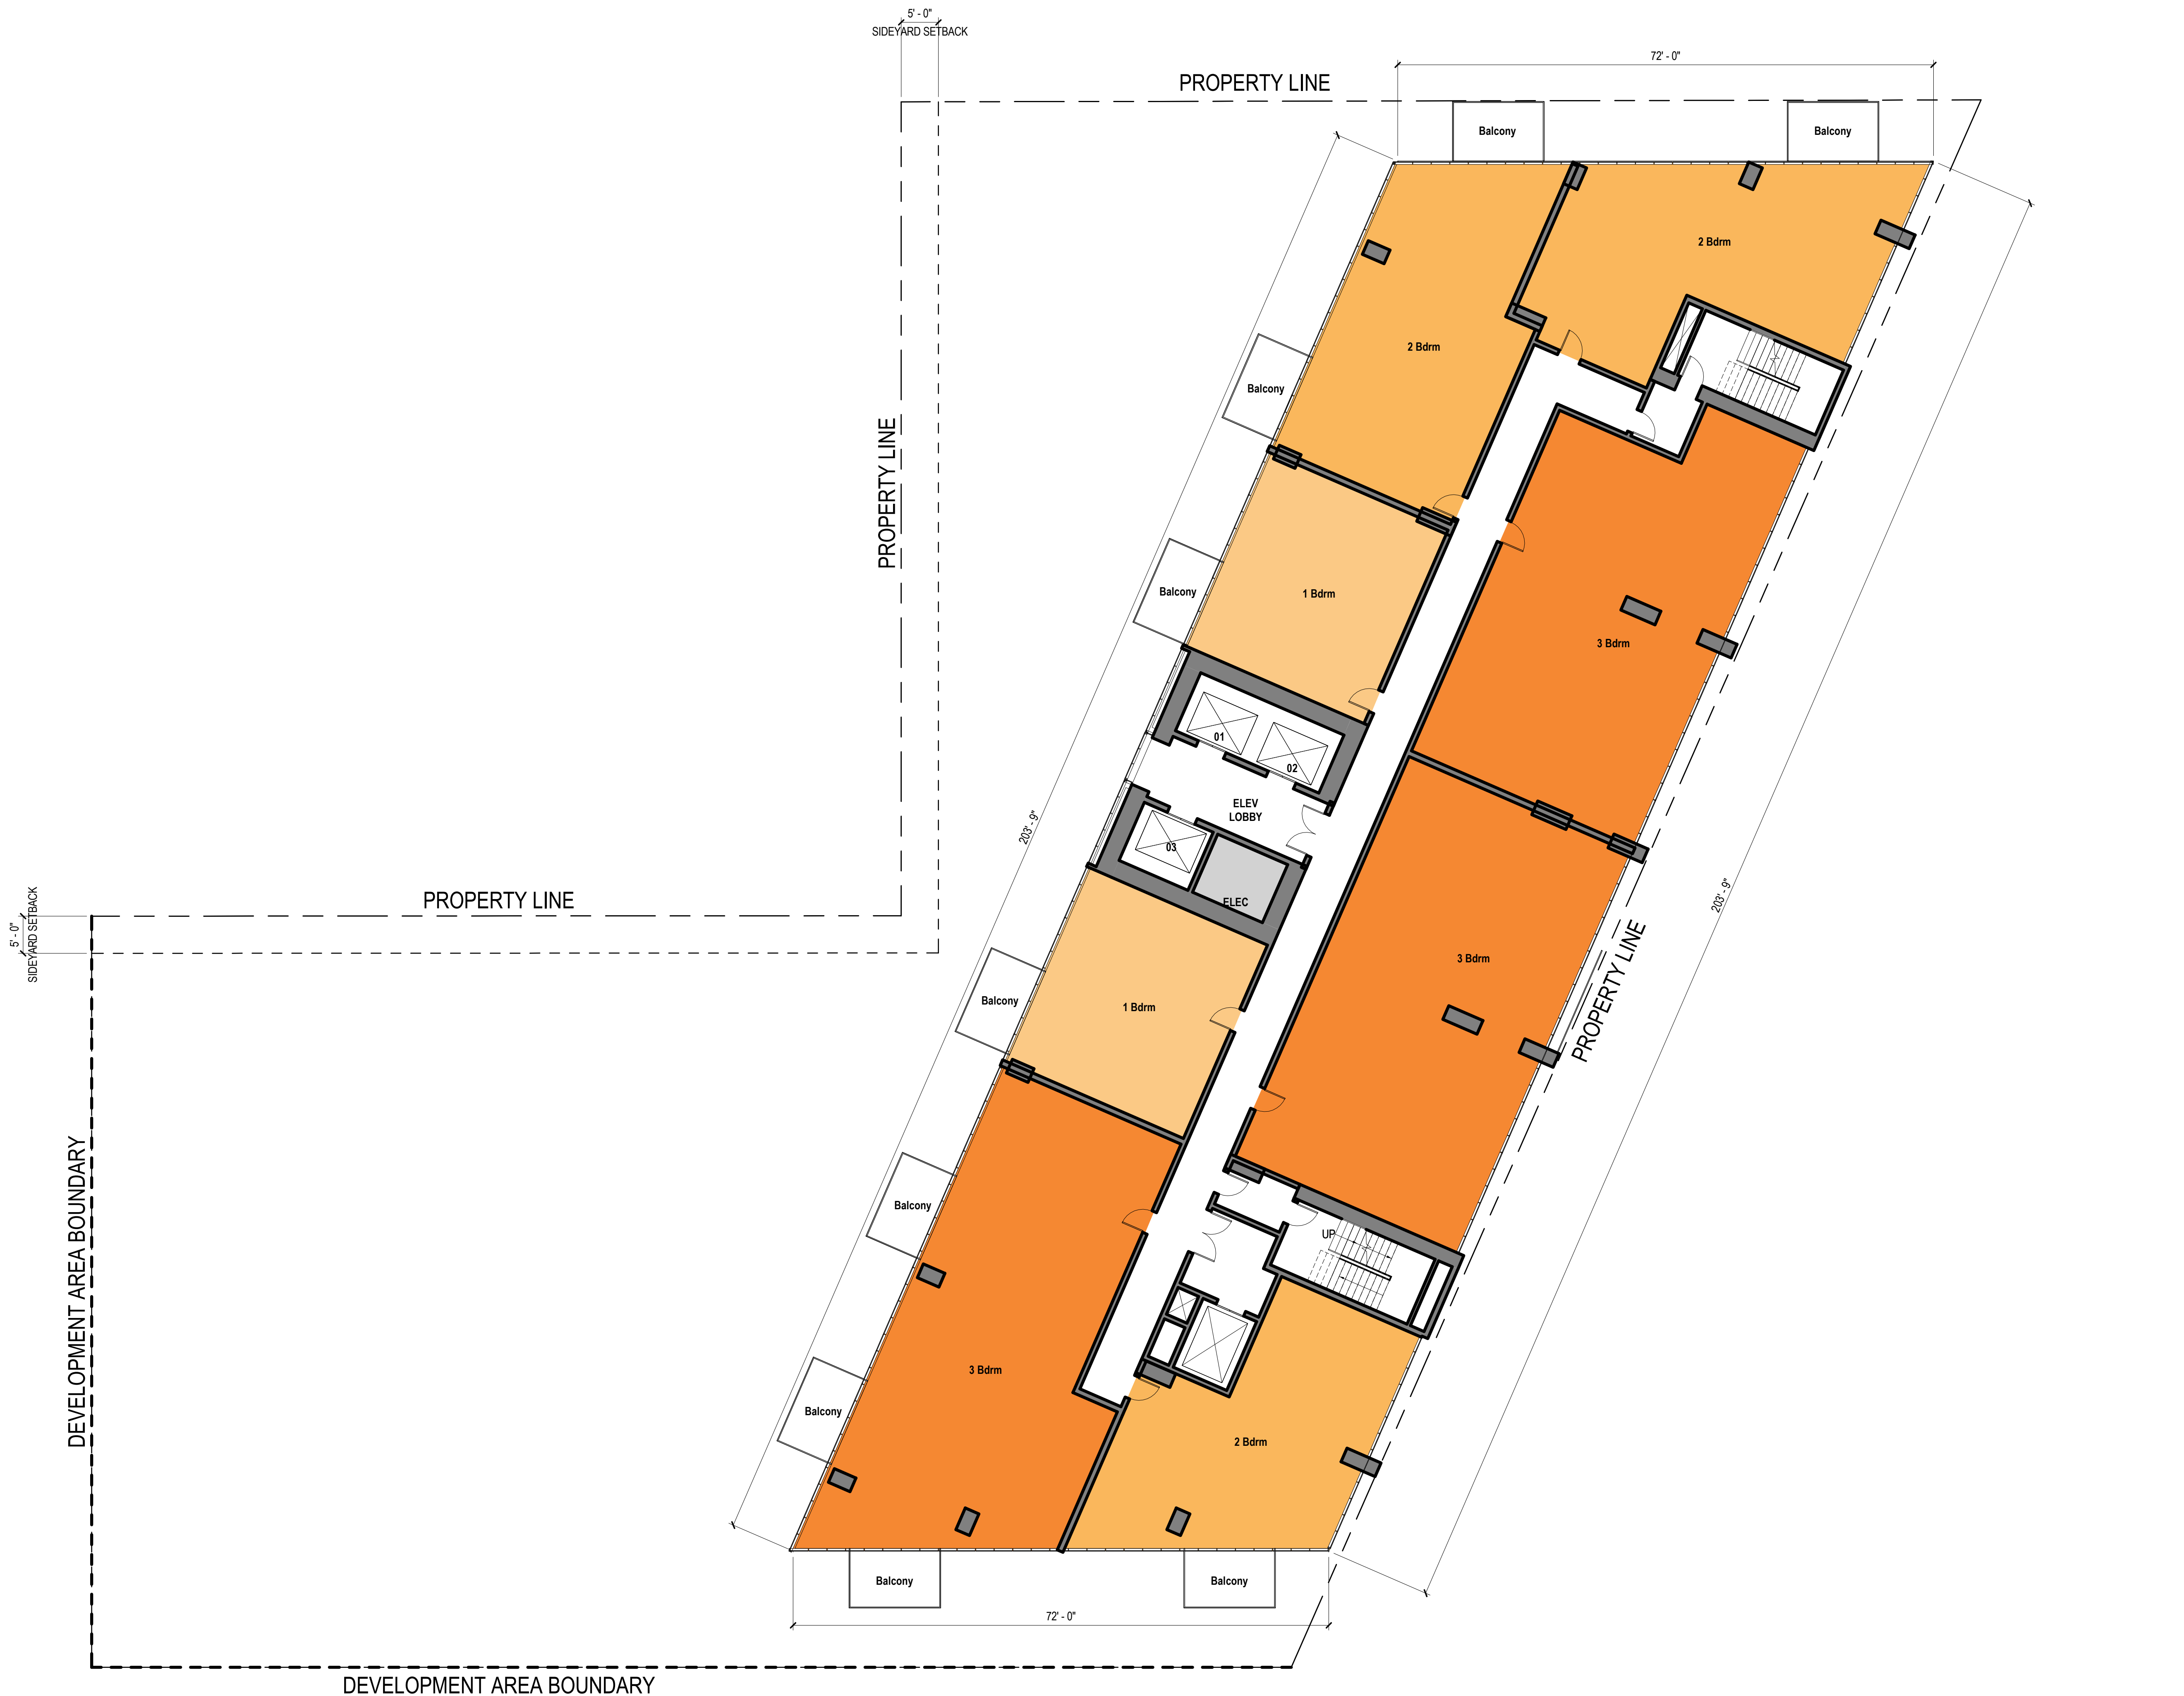 5' - 0"
SIDEYARD SETBACK
72' - 0"
PROPERTY LINE
Balcony
Balcony
2 Bdrm
2 Bdrm
Balcony
PROPERTY LINE
Balcony
1 Bdrm
3 Bdrm
01
02
ELEV
LOBBY
203' - 9"
03
ELEC
203' - 9"
PROPERTY LINE
5' - 0"
SIDEYARD SETBACK
3 Bdrm
PROPERTY LINE
Balcony
1 Bdrm
Balcony
UP
DEVELOPMENT AREA BOUNDARY
3 Bdrm
Balcony
2 Bdrm
Balcony
Balcony
72' - 0"
DEVELOPMENT AREA BOUNDARY